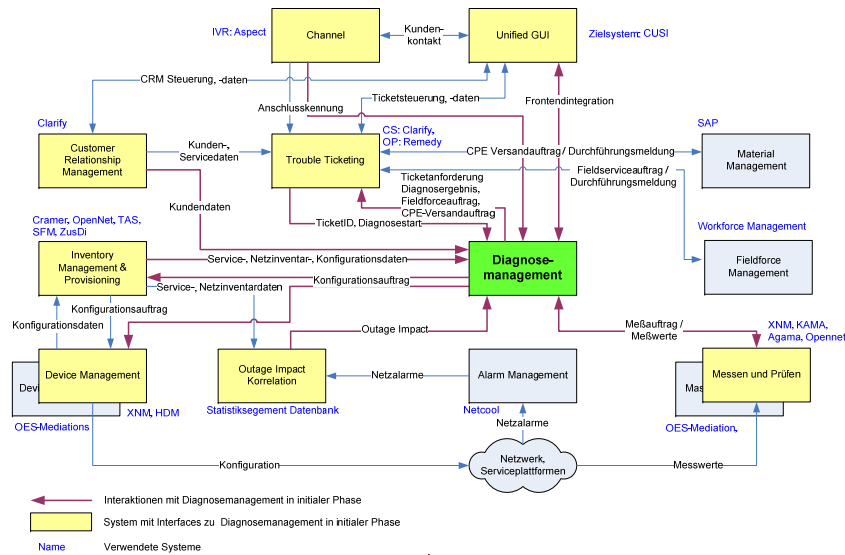 IVR: Aspect
Channel
Kunden-
kontakt
Unified GUI
Zielsystem: CUSI
CRM Steuerung, -daten
Ticketsteuerung, -daten
Anschlusskennung
Frontendintegration
Clarify
Customer
Relationship
Management
Kunden-,
Servicedaten
Trouble Ticketing
CS: Clarify,
OP: Remedy
SAP
CPE Versandauftrag / Durchführungsmeldung
Material
Management
Fieldserviceauftrag /
Durchführungsmeldung
Ticketanforderung
Diagnosergebnis,
Fieldforceauftrag,
CPE-Versandauftrag
Kundendaten
TicketID, Diagnosestart
Workforce Management
Fieldforce
Management
Cramer, OpenNet, TAS,
SFM, ZusDi
Inventory
Management &
Provisioning
Service-, Netzinventar-, Konfigurationsdaten
Diagnose-
management
Service-, Netzinventardaten
Konfigurationsauftrag
Konfigurationsauftrag
Konfigurationsdaten
Outage Impact
Meßauftrag /
Meßwerte
XNM, KAMA,
Agama, Opennet
Devi
Device Management
Outage Impact
Korrelation
Netzalarme
Alarm Management
Mas
Messen und Prüfen
XNM, HDM
Statistiksegement Datenbank
Netcool
OES-Mediations
OES-Mediation,
Netzalarme
Konfiguration
Netzwerk,
Serviceplattformen
Messwerte
Interaktionen mit Diagnosemanagement in initialer Phase
System mit Interfaces zu Diagnosemanagement in initialer Phase
Name
Verwendete Systeme